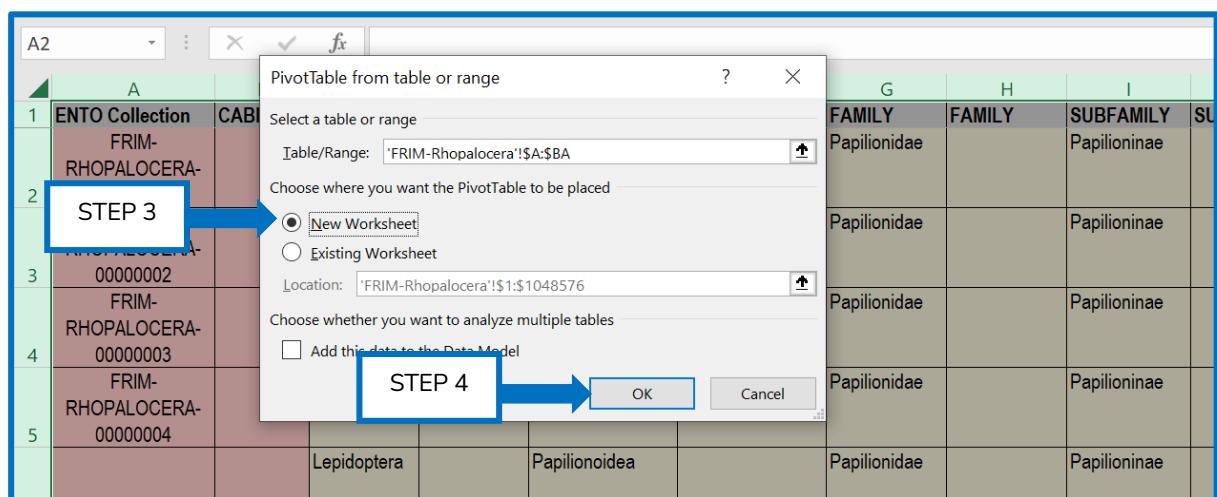 A2 fx
PivotTable from table or range ? ×
A G H I
1 ENTO Collection CABI FAMILY FAMILY SUBFAMILY SU
Select a table or range
Table/Range: 'FRIM-Rhopalocera'!$A:$BA
Choose where you want the PivotTable to be placed
New Worksheet
Existing Worksheet
Location: 'FRIM-Rhopalocera'!$1:$1048576
Choose whether you want to analyze multiple tables
Add this data to the Data Model
OK Cancel
STEP 3
STEP 4
FRIM-
RHOPALOCERA-
2 Papilionidae Papilioninae
3 00000002 Papilionidae Papilioninae
FRIM-
RHOPALOCERA-
4 00000003 Papilionidae Papilioninae
FRIM-
RHOPALOCERA-
5 00000004 Papilionidae Papilioninae
Lepidoptera Papilionoidea Papilionidae Papilioninae